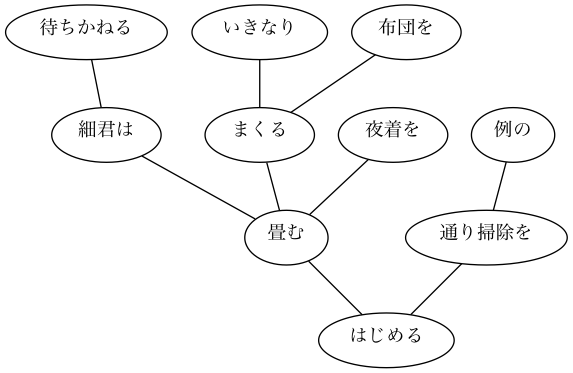 待ちかねる
いきなり
布団を
細君は
まくる
夜着を
例の
畳む
通り掃除を
はじめる